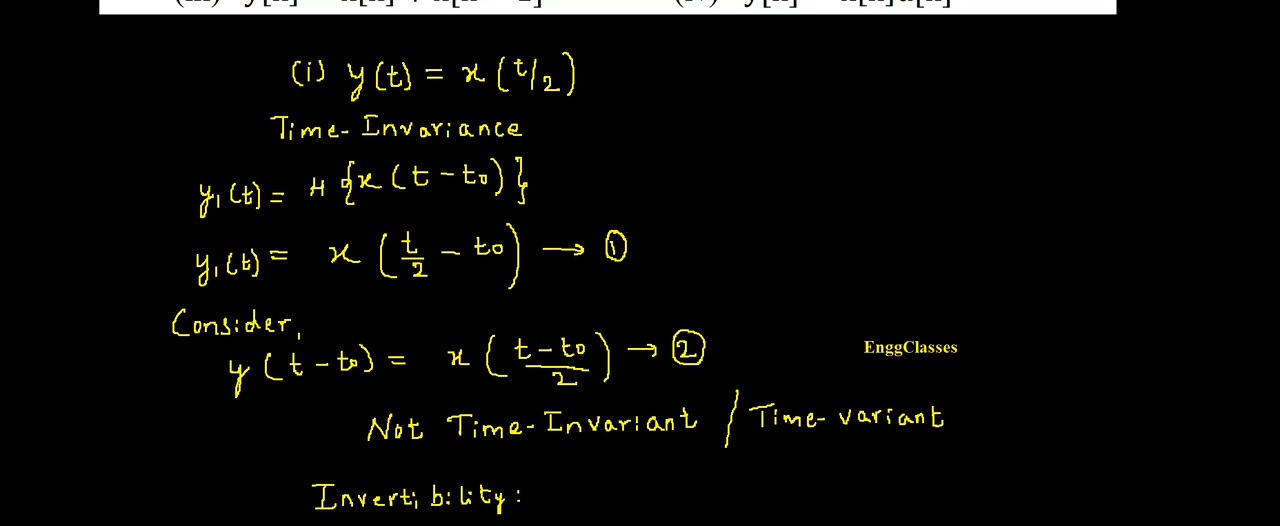 (i) y(t) = x(t/2)
Time-Invariance
y₁(t) = H{x(t-t₀)}
y₁(t) = x(t/2 - t₀) → ①
Consider,
y(t-t₀) = x((t-t₀)/2) → ②
EnggClasses
Not Time-Invariant / Time-variant
Invertibility: